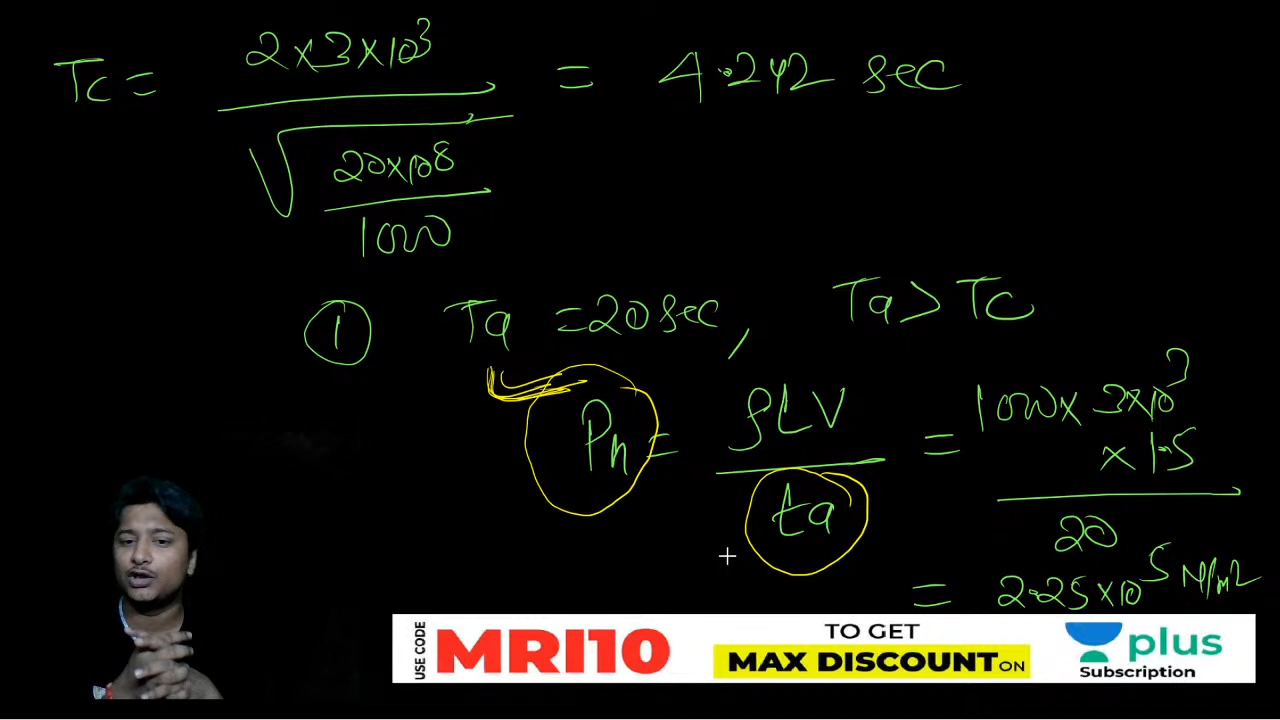 Tc = 2×3×10³ / √(20×10⁸ / 1000) = 4.242 sec
① Ta = 20 sec, Ta > Tc
Pn = ρLV / ta = 1000 × 3×10³ × 1.5 / 20
= 2.25×10⁵ N/m2
USE CODE MRI10 TO GET MAX DISCOUNT ON plus Subscription